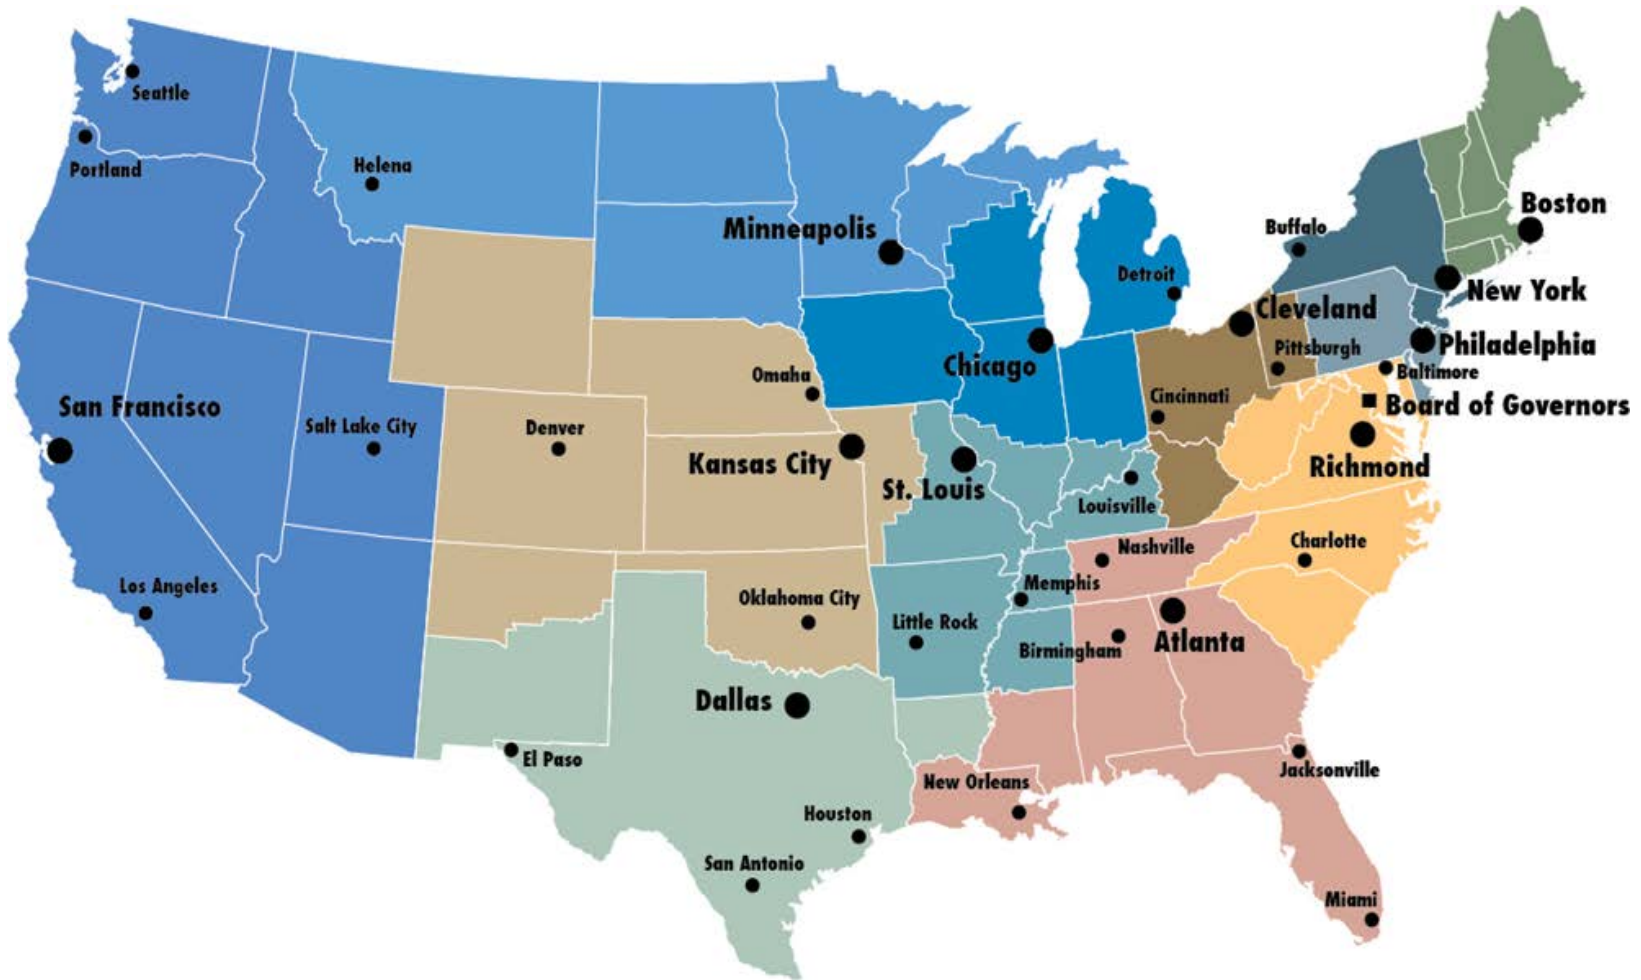 Seattle
Portland
Helena
Minneapolis
Boston
Buffalo
Detroit
New York
Cleveland
Chicago
Pittsburgh
Philadelphia
Baltimore
Omaha
Cincinnati
San Francisco
Board of Governors
Salt Lake City
Denver
Kansas City
Richmond
St. Louis
Louisville
Charlotte
Nashville
Los Angeles
Memphis
Oklahoma City
Little Rock
Birmingham
Atlanta
Dallas
El Paso
Jacksonville
New Orleans
Houston
San Antonio
Miami